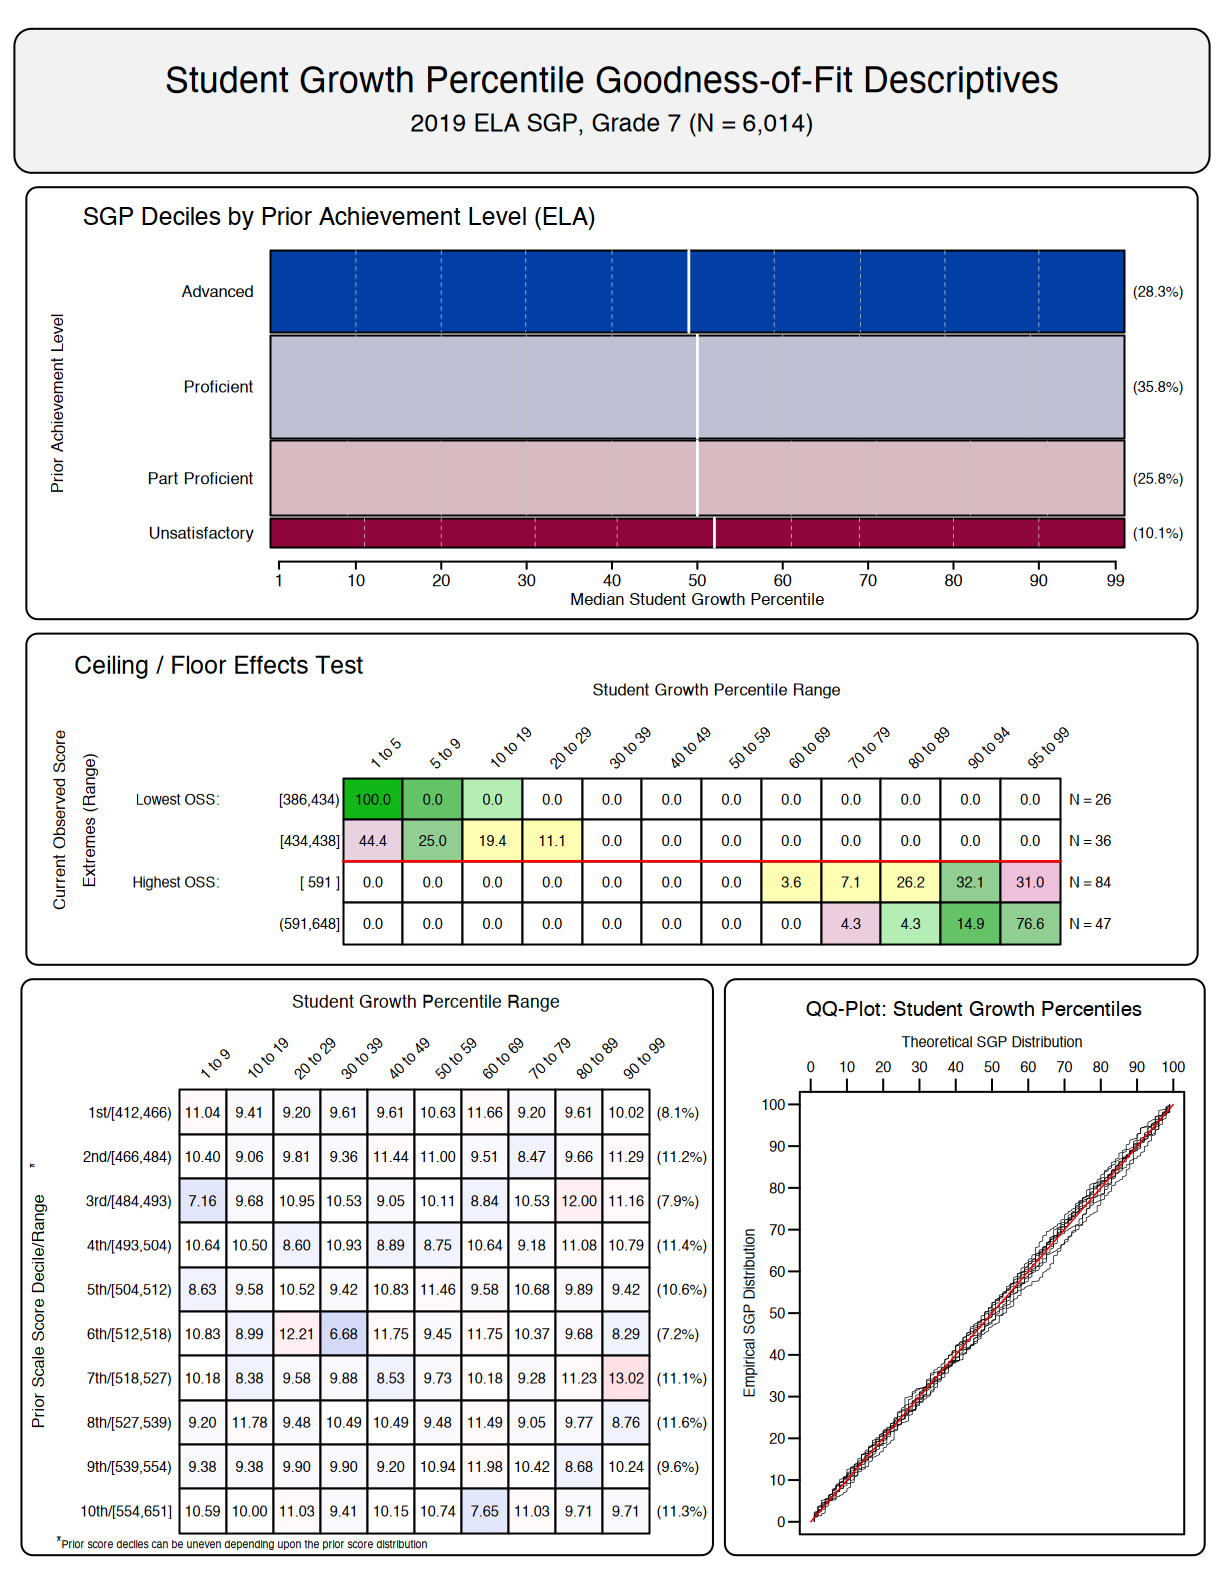 Student Growth Percentile Goodness-of-Fit Descriptives
2019 ELA SGP, Grade 7 (N = 6,014)
SGP Deciles by Prior Achievement Level (ELA)
Prior Achievement Level
Advanced
(28.3%)
Proficient
(35.8%)
Part Proficient
(25.8%)
Unsatisfactory
(10.1%)
1 10 20 30 40 50 60 70 80 90 99
Median Student Growth Percentile
Ceiling / Floor Effects Test
Student Growth Percentile Range
Current Observed Score
Extremes (Range)
1 to 5 5 to 9 10 to 19 20 to 29 30 to 39 40 to 49 50 to 59 60 to 69 70 to 79 80 to 89 90 to 94 95 to 99
Lowest OSS: [386,434) 100.0 0.0 0.0 0.0 0.0 0.0 0.0 0.0 0.0 0.0 0.0 0.0 N = 26
[434,438] 44.4 25.0 19.4 11.1 0.0 0.0 0.0 0.0 0.0 0.0 0.0 0.0 N = 36
Highest OSS: [ 591 ] 0.0 0.0 0.0 0.0 0.0 0.0 0.0 3.6 7.1 26.2 32.1 31.0 N = 84
(591,648] 0.0 0.0 0.0 0.0 0.0 0.0 0.0 0.0 4.3 4.3 14.9 76.6 N = 47
Student Growth Percentile Range
Prior Scale Score Decile/Range *
1 to 9 10 to 19 20 to 29 30 to 39 40 to 49 50 to 59 60 to 69 70 to 79 80 to 89 90 to 99
1st/[412,466) 11.04 9.41 9.20 9.61 9.61 10.63 11.66 9.20 9.61 10.02 (8.1%)
2nd/[466,484) 10.40 9.06 9.81 9.36 11.44 11.00 9.51 8.47 9.66 11.29 (11.2%)
3rd/[484,493) 7.16 9.68 10.95 10.53 9.05 10.11 8.84 10.53 12.00 11.16 (7.9%)
4th/[493,504) 10.64 10.50 8.60 10.93 8.89 8.75 10.64 9.18 11.08 10.79 (11.4%)
5th/[504,512) 8.63 9.58 10.52 9.42 10.83 11.46 9.58 10.68 9.89 9.42 (10.6%)
6th/[512,518) 10.83 8.99 12.21 6.68 11.75 9.45 11.75 10.37 9.68 8.29 (7.2%)
7th/[518,527) 10.18 8.38 9.58 9.88 8.53 9.73 10.18 9.28 11.23 13.02 (11.1%)
8th/[527,539) 9.20 11.78 9.48 10.49 10.49 9.48 11.49 9.05 9.77 8.76 (11.6%)
9th/[539,554) 9.38 9.38 9.90 9.90 9.20 10.94 11.98 10.42 8.68 10.24 (9.6%)
10th/[554,651] 10.59 10.00 11.03 9.41 10.15 10.74 7.65 11.03 9.71 9.71 (11.3%)
*Prior score deciles can be uneven depending upon the prior score distribution
QQ-Plot: Student Growth Percentiles
Theoretical SGP Distribution
0 10 20 30 40 50 60 70 80 90 100
Empirical SGP Distribution
100
90
80
70
60
50
40
30
20
10
0